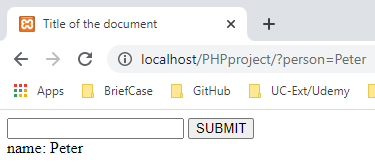 Title of the document
localhost/PHPproject/?person=Peter
Apps BriefCase GitHub UC-Ext/Udemy
SUBMIT
name: Peter